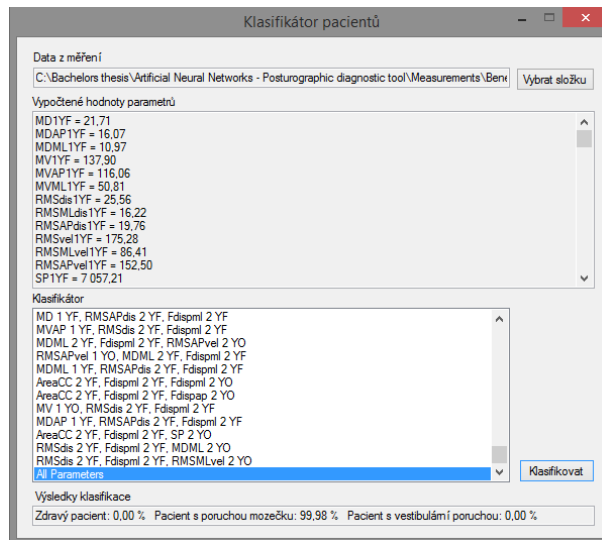 Klasifikátor pacientů
Data z měření
C:\Bachelors thesis\Artificial Neural Networks - Posturographic diagnostic tool\Measurements\Bene
Vybrat složku
Vypočtené hodnoty parametrů
MD1YF = 21,71
MDAP1YF = 16,07
MDML1YF = 10,97
MV1YF = 137,90
MVAP1YF = 116,06
MVML1YF = 50,81
RMSdis1YF = 25,56
RMSMLdis1YF = 16,22
RMSAPdis1YF = 19,76
RMSvel1YF = 175,28
RMSMLvel1YF = 86,41
RMSAPvel1YF = 152,50
SP1YF = 7 057,21
Klasifikátor
MD 1 YF, RMSAPdis 2 YF, Fdispml 2 YF
MVAP 1 YF, RMSdis 2 YF, Fdispml 2 YF
MDML 2 YF, Fdispml 2 YF, RMSAPvel 2 YO
RMSAPvel 1 YO, MDML 2 YF, Fdispml 2 YF
MDML 1 YF, RMSAPdis 2 YF, Fdispml 2 YF
AreaCC 2 YF, Fdispml 2 YF, Fdispml 2 YO
AreaCC 2 YF, Fdispml 2 YF, Fdispap 2 YO
MV 1 YO, RMSdis 2 YF, Fdispml 2 YF
MDAP 1 YF, RMSAPdis 2 YF, Fdispml 2 YF
AreaCC 2 YF, Fdispml 2 YF, SP 2 YO
RMSdis 2 YF, Fdispml 2 YF, MDML 2 YO
RMSdis 2 YF, Fdispml 2 YF, RMSMLvel 2 YO
All Parameters
Klasifikovat
Výsledky klasifikace
Zdravý pacient: 0,00 % Pacient s poruchou mozečku: 99,98 % Pacient s vestibulární poruchou: 0,00 %